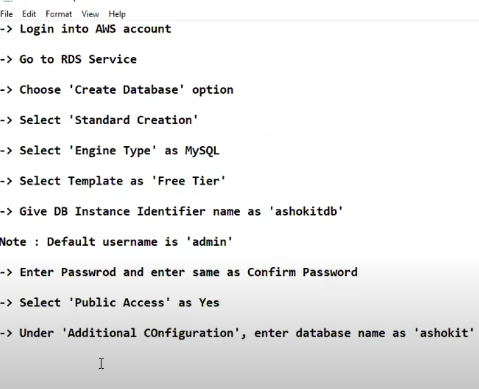 File Edit Format View Help
-> Login into AWS account
-> Go to RDS Service
-> Choose 'Create Database' option
-> Select 'Standard Creation'
-> Select 'Engine Type' as MySQL
-> Select Template as 'Free Tier'
-> Give DB Instance Identifier name as 'ashokitdb'
Note : Default username is 'admin'
-> Enter Passwrod and enter same as Confirm Password
-> Select 'Public Access' as Yes
-> Under 'Additional COnfiguration', enter database name as 'ashokit'